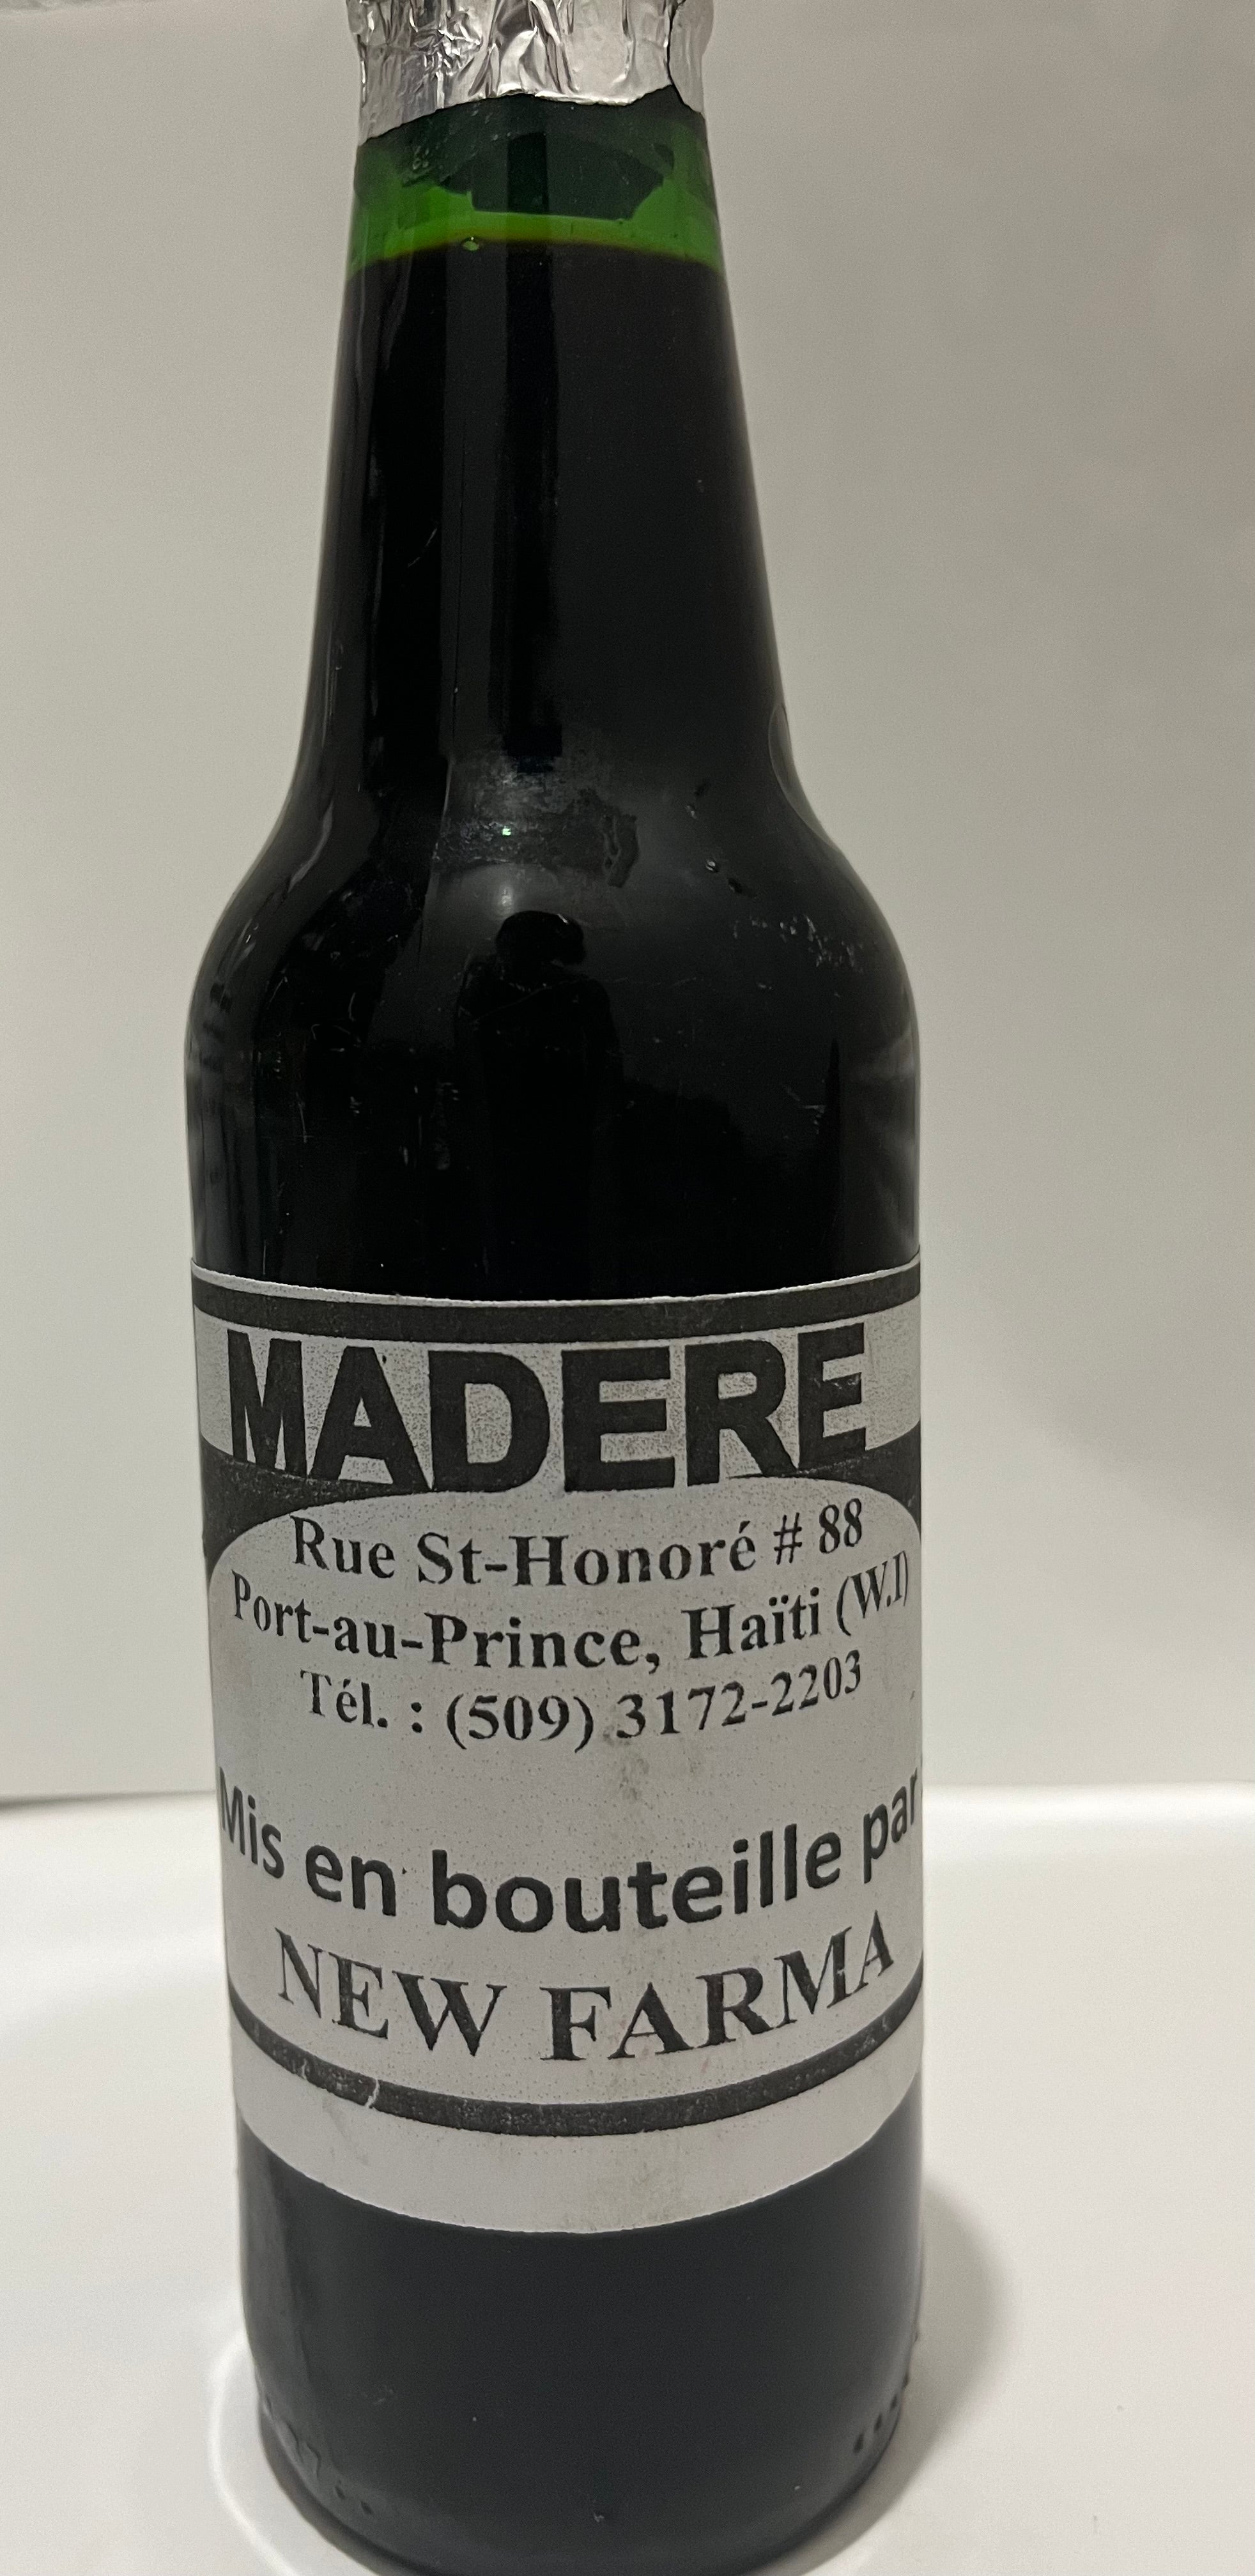 MADERE
Rue St-Honoré # 88
Port-au-Prince, Haïti (W.I)
Tél. : (509) 3172-2203
Mis en bouteille par
NEW FARMA